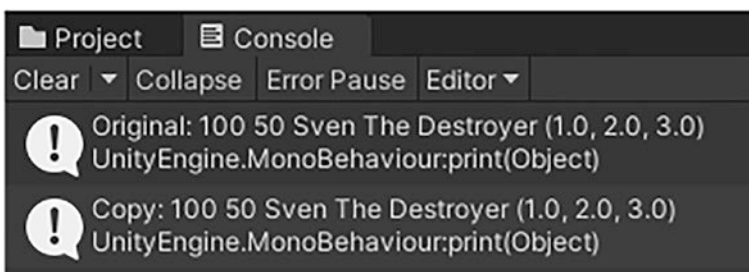 Project Console
Clear Collapse Error Pause Editor
Original: 100 50 Sven The Destroyer (1.0, 2.0, 3.0)
UnityEngine.MonoBehaviour:print(Object)
Copy: 100 50 Sven The Destroyer (1.0, 2.0, 3.0)
UnityEngine.MonoBehaviour:print(Object)